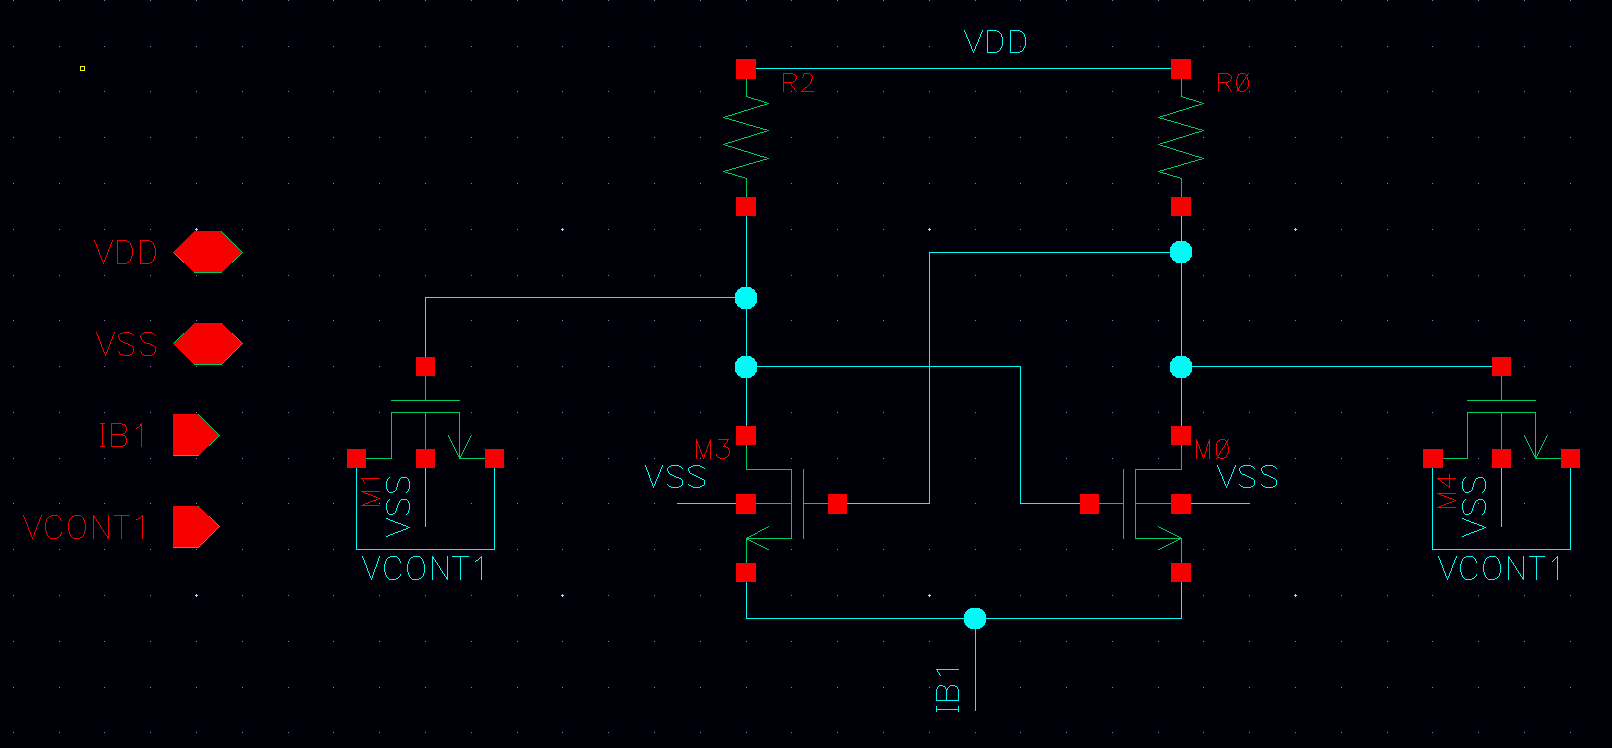 VDD
R2
RØ
VDD
VSS
IB1
VCONT1
M3
VSS
MØ
VSS
M1
VSS
VCONT1
M4
VSS
VCONT1
IB1